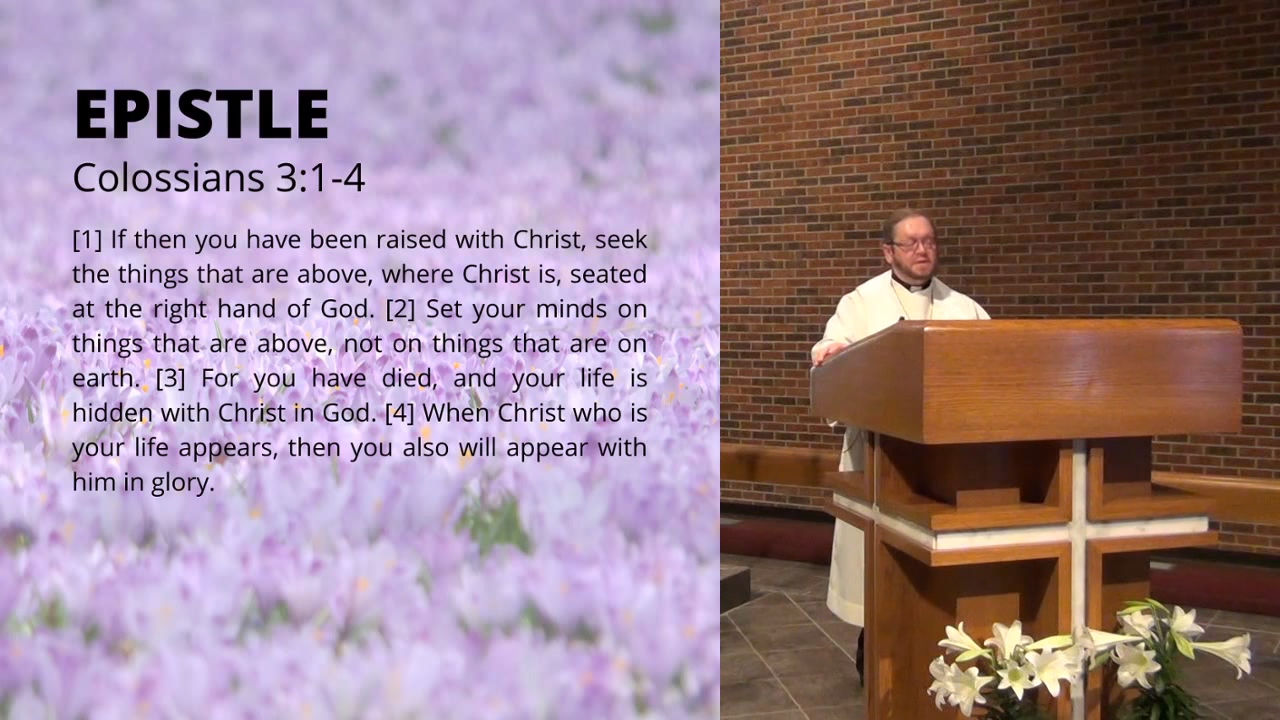 EPISTLE
Colossians 3:1-4
[1] If then you have been raised with Christ, seek
the things that are above, where Christ is, seated
at the right hand of God. [2] Set your minds on
things that are above, not on things that are on
earth. [3] For you have died, and your life is
hidden with Christ in God. [4] When Christ who is
your life appears, then you also will appear with
him in glory.